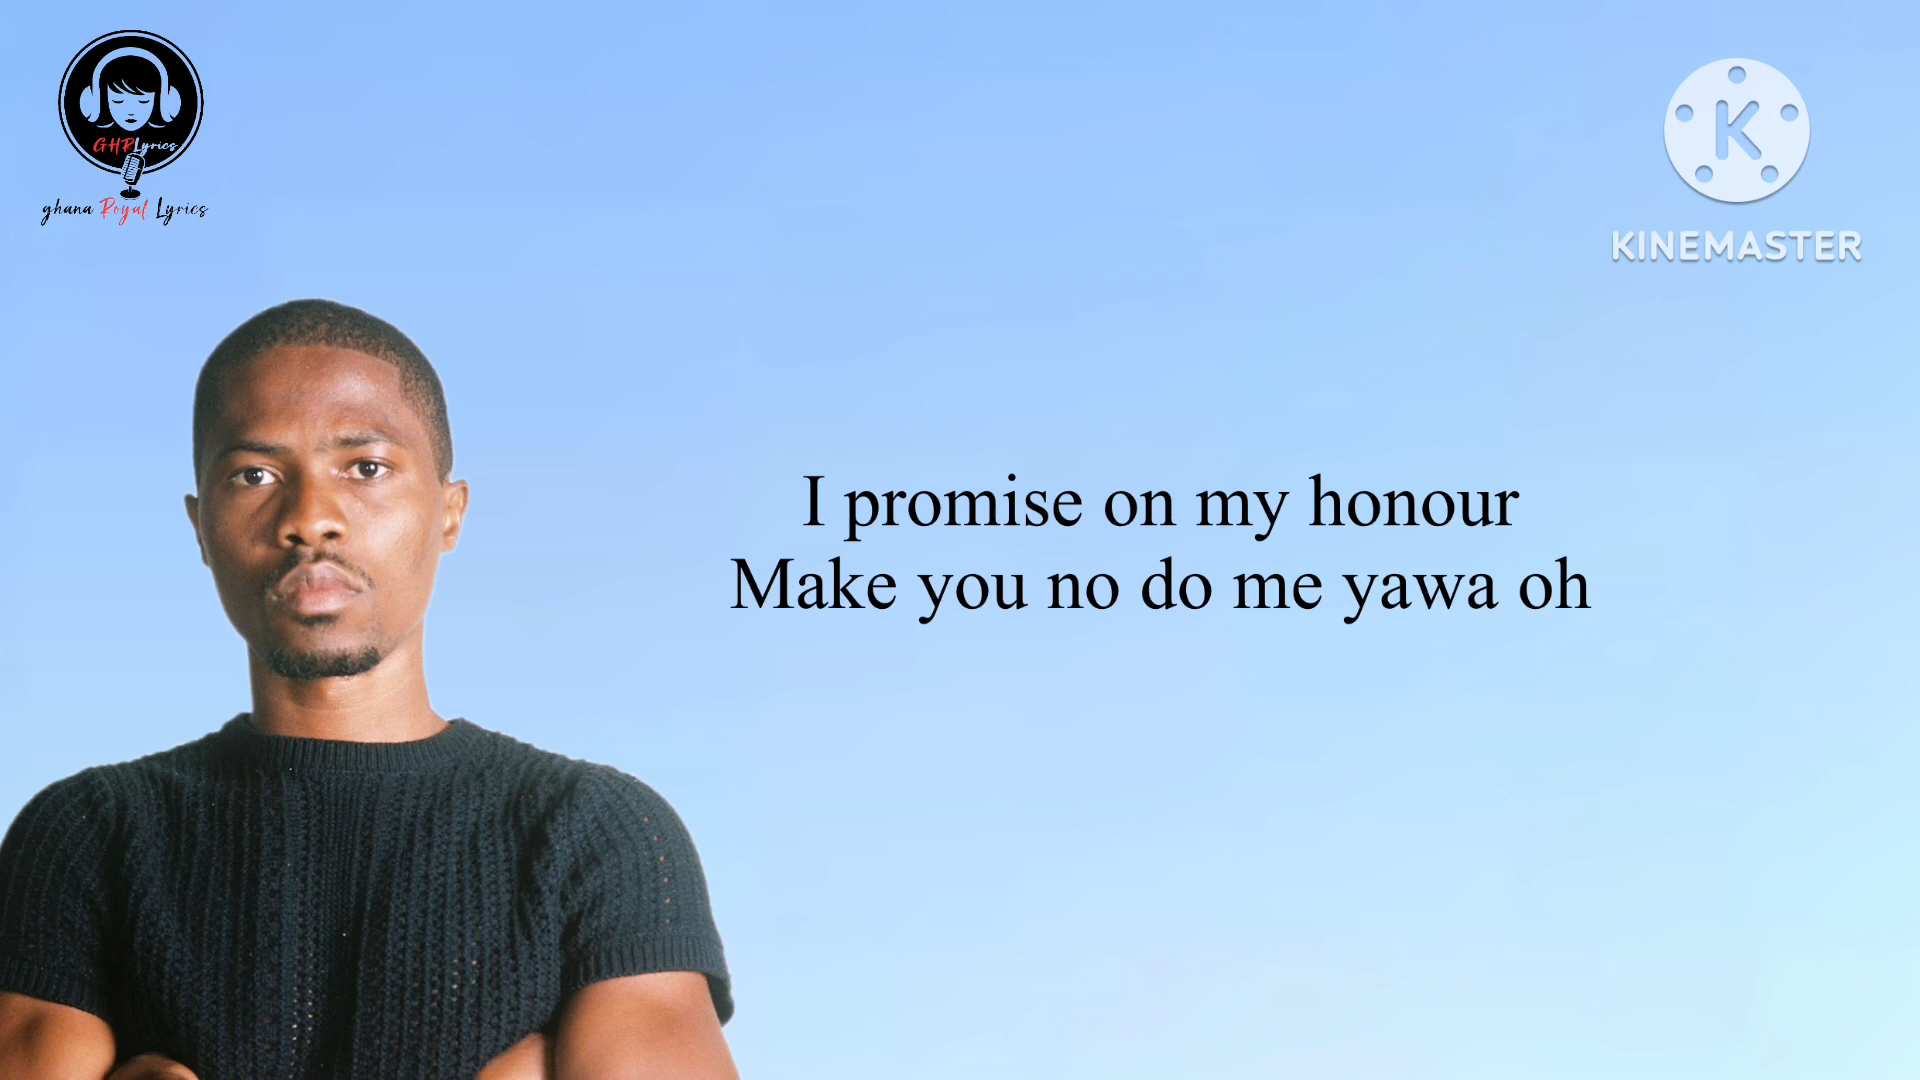 GHRLyrics
ghana Royal Lyrics
K
KINEMASTER
I promise on my honour
Make you no do me yawa oh